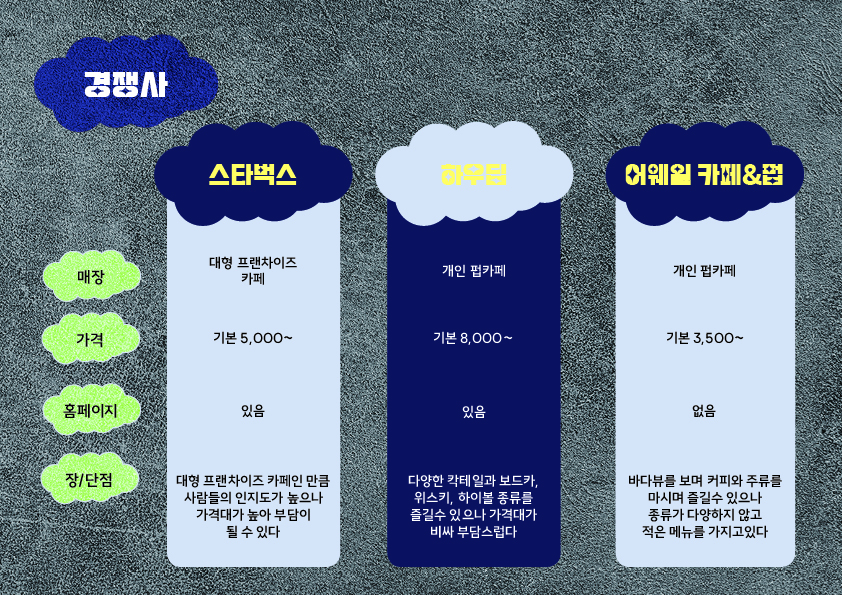 경쟁사
스타벅스
하우팁
어웨일 카페&펍
매장
대형 프랜차이즈
카페
개인 펍카페
개인 펍카페
가격
기본 5,000~
기본 8,000~
기본 3,500~
홈페이지
있음
있음
없음
장/단점
대형 프랜차이즈 카페인 만큼
사람들의 인지도가 높으나
가격대가 높아 부담이
될 수 있다
다양한 칵테일과 보드카,
위스키, 하이볼 종류를
즐길수 있으나 가격대가
비싸 부담스럽다
바다뷰를 보며 커피와 주류를
마시며 즐길수 있으나
종류가 다양하지 않고
적은 메뉴를 가지고있다